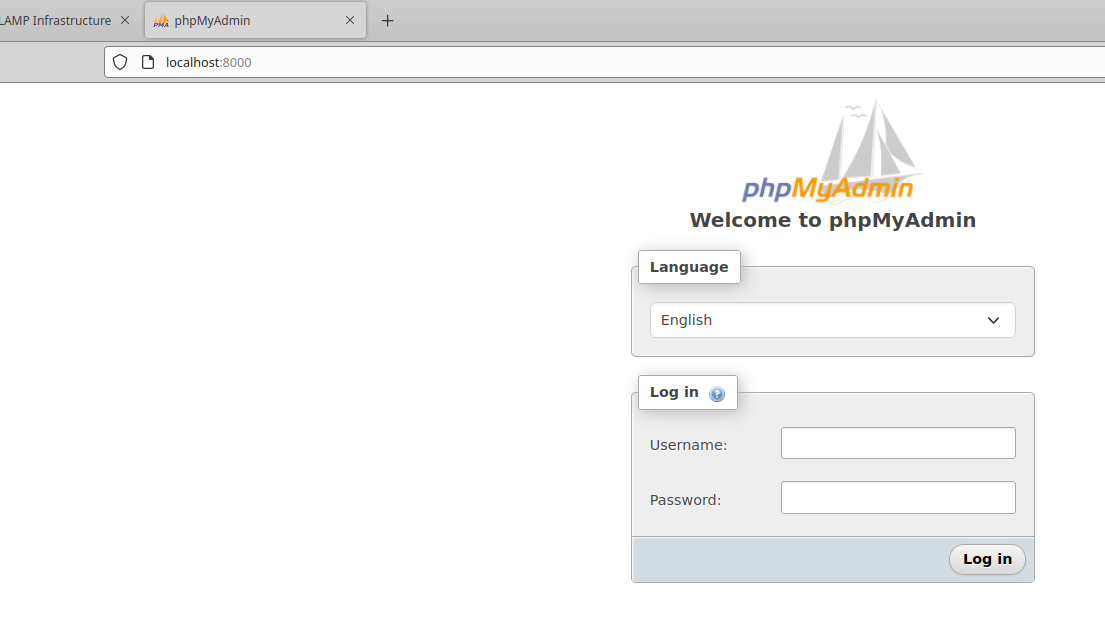 LAMP Infrastructure
PMA phpMyAdmin
localhost:8000
phpMyAdmin
Welcome to phpMyAdmin
Language
English
Log in ?
Username:
Password:
Log in